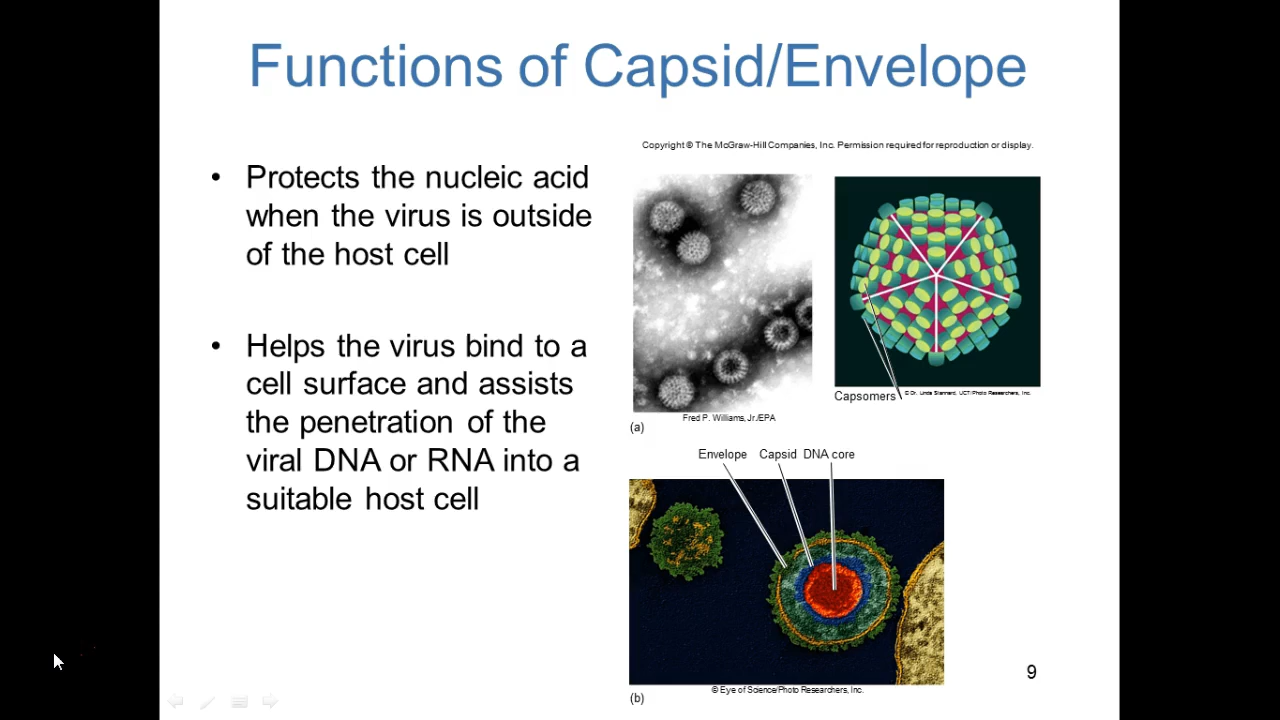 Functions of Capsid/Envelope
• Protects the nucleic acid
when the virus is outside
of the host cell
• Helps the virus bind to a
cell surface and assists
the penetration of the
viral DNA or RNA into a
suitable host cell
Copyright © The McGraw-Hill Companies, Inc. Permission required for reproduction or display.
Capsomers
© Dr. Linda Stannard, UCT/Photo Researchers, Inc.
Fred P. Williams, Jr./EPA
(a)
Envelope Capsid DNA core
© Eye of Science/Photo Researchers, Inc.
(b)
9